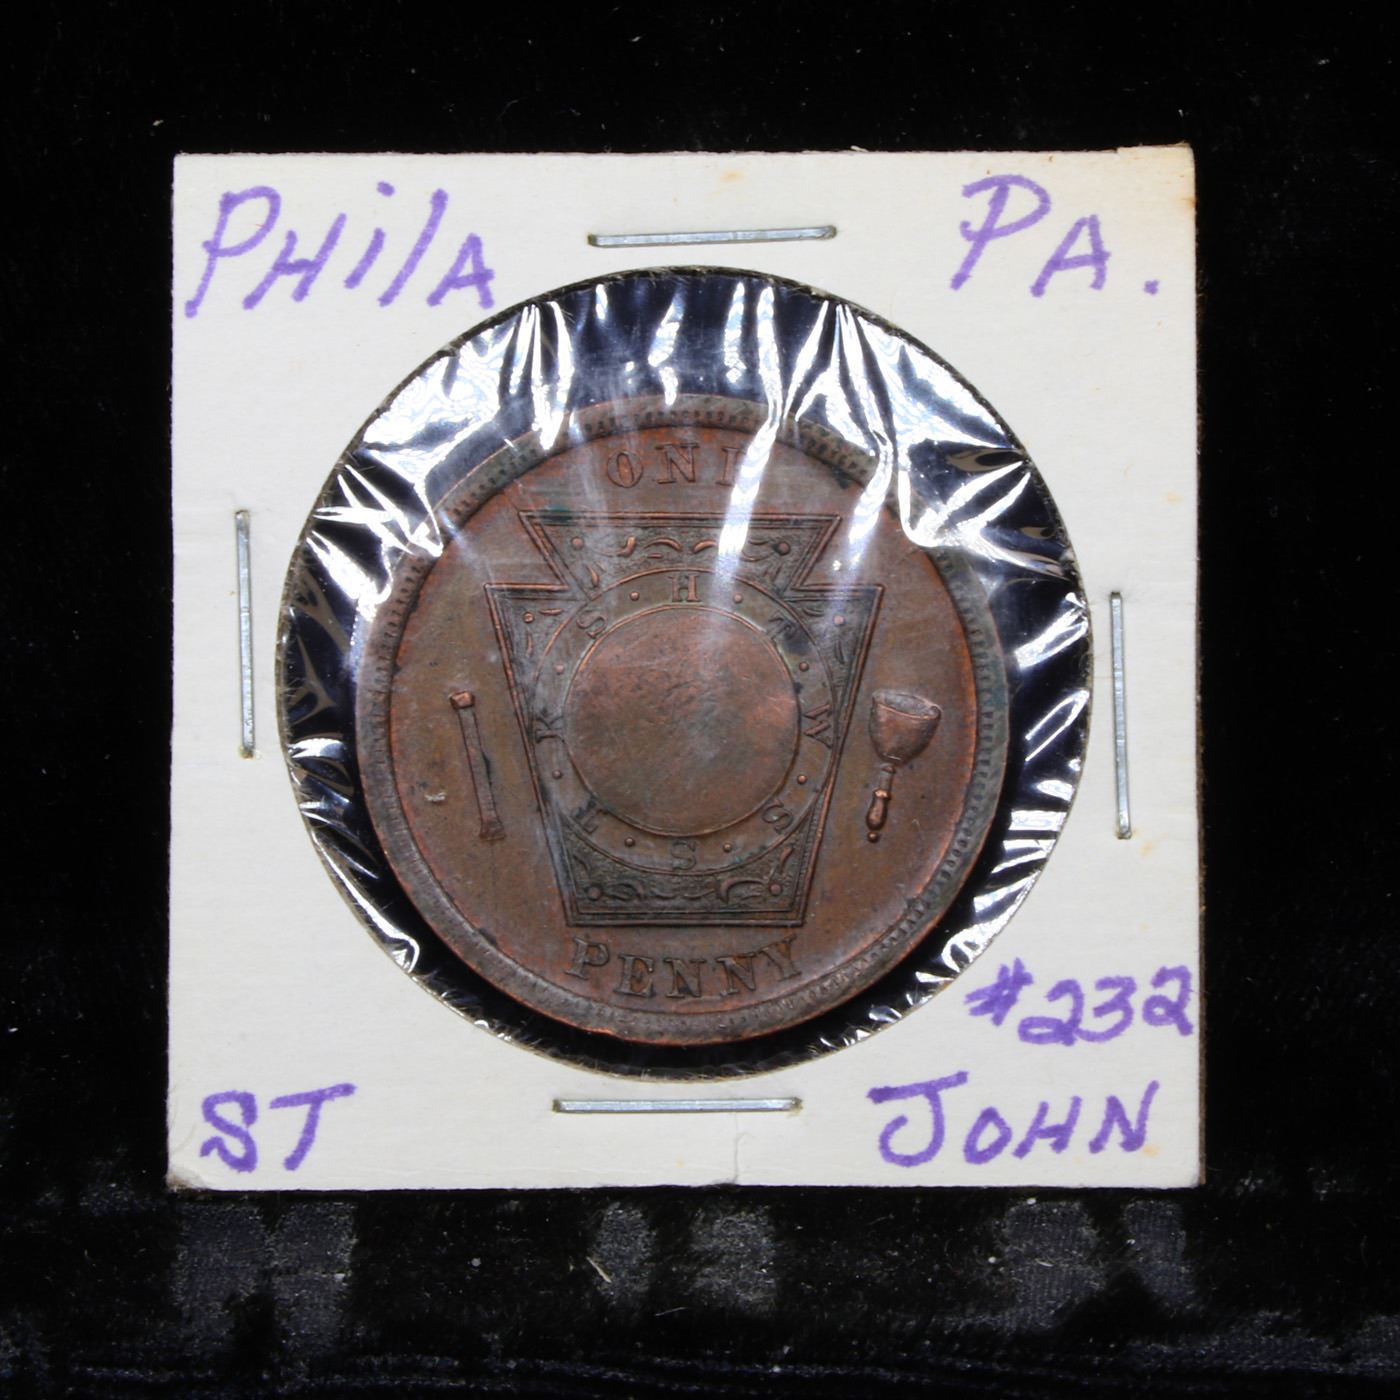 PHilA PA.
ONE
H T W S S T K S
PENNY
#232
ST JOHN